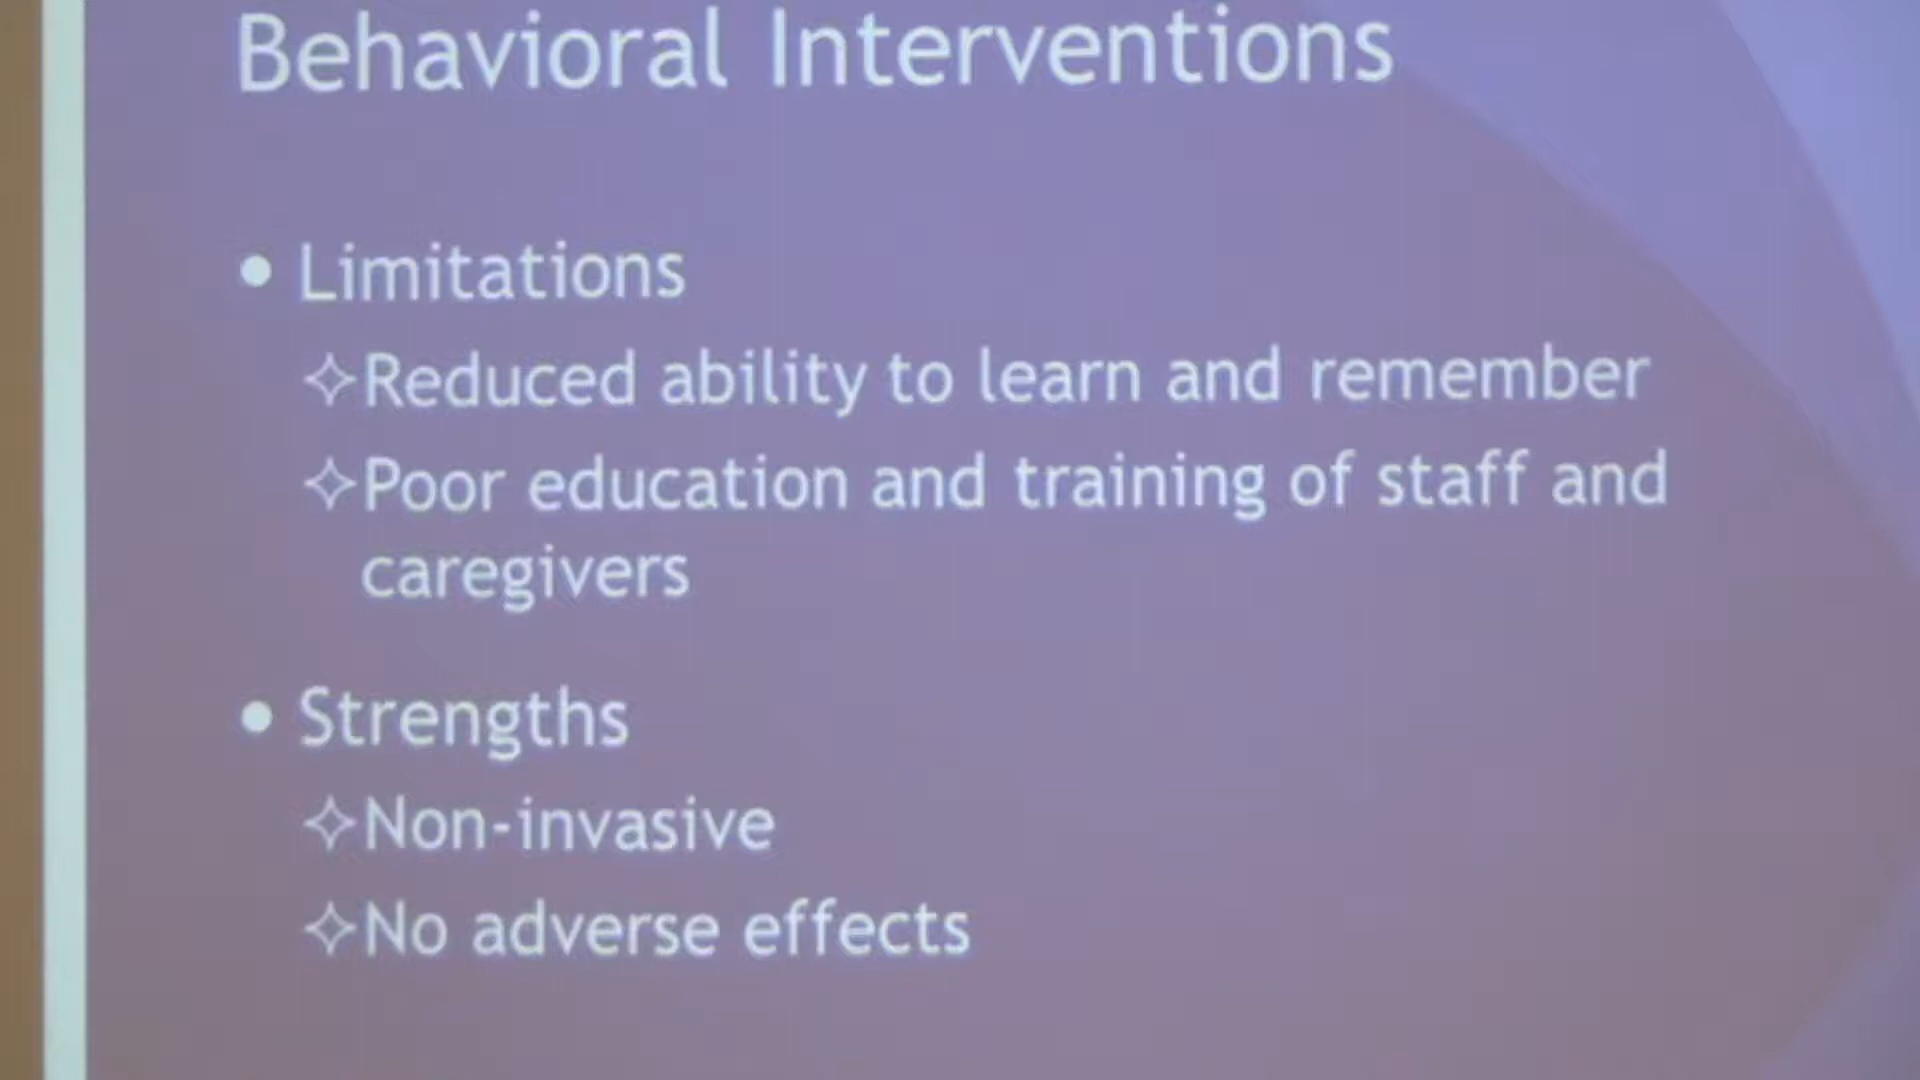 Behavioral Interventions
• Limitations
✧Reduced ability to learn and remember
✧Poor education and training of staff and
caregivers
• Strengths
✧Non-invasive
✧No adverse effects